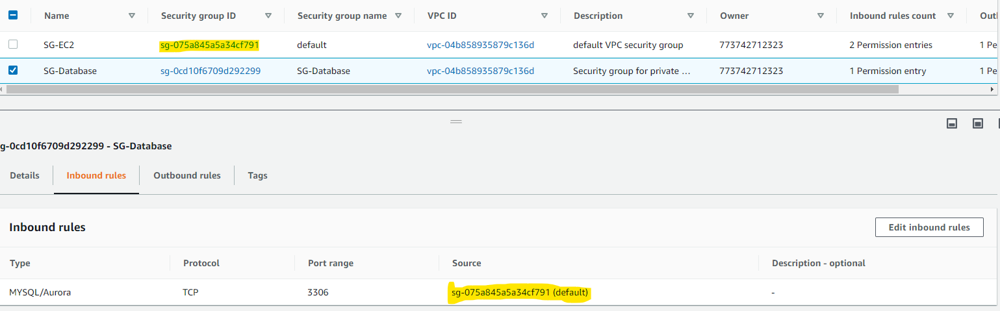 Name Security group ID Security group name VPC ID Description Owner Inbound rules count
SG-EC2 sg-075a845a5a34cf791 default vpc-04b858935879c136d default VPC security group 773742712323 2 Permission entries 1 Pe
SG-Database sg-0cd10f6709d292299 SG-Database vpc-04b858935879c136d Security group for private ... 773742712323 1 Permission entry 1 Pe
g-0cd10f6709d292299 - SG-Database
Details Inbound rules Outbound rules Tags
Inbound rules Edit inbound rules
Type Protocol Port range Source Description - optional
MYSQL/Aurora TCP 3306 sg-075a845a5a34cf791 (default) -